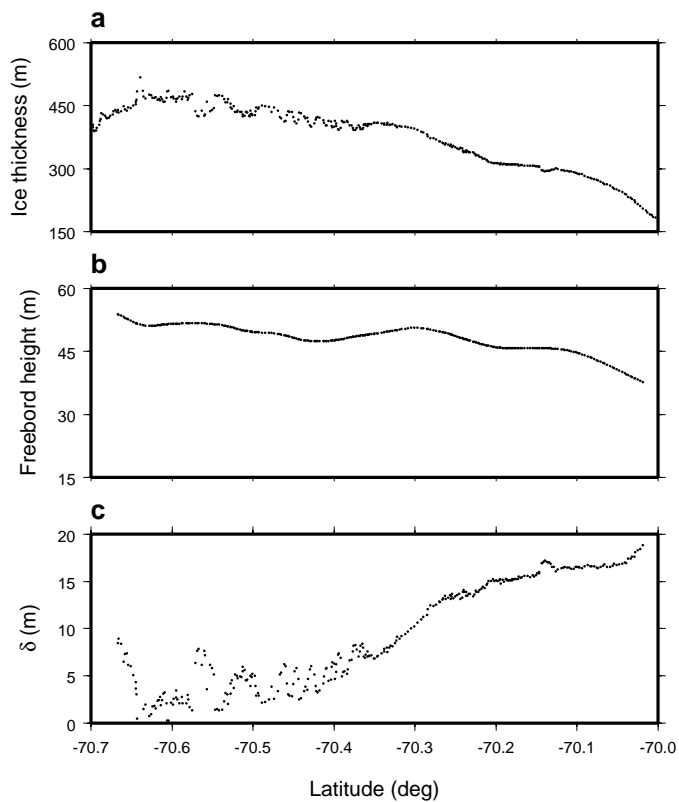 a
600
450
300
150
Ice thickness (m)
b
60
45
30
15
Freebord height (m)
c
20
15
10
5
0
δ (m)
-70.7 -70.6 -70.5 -70.4 -70.3 -70.2 -70.1 -70.0
Latitude (deg)